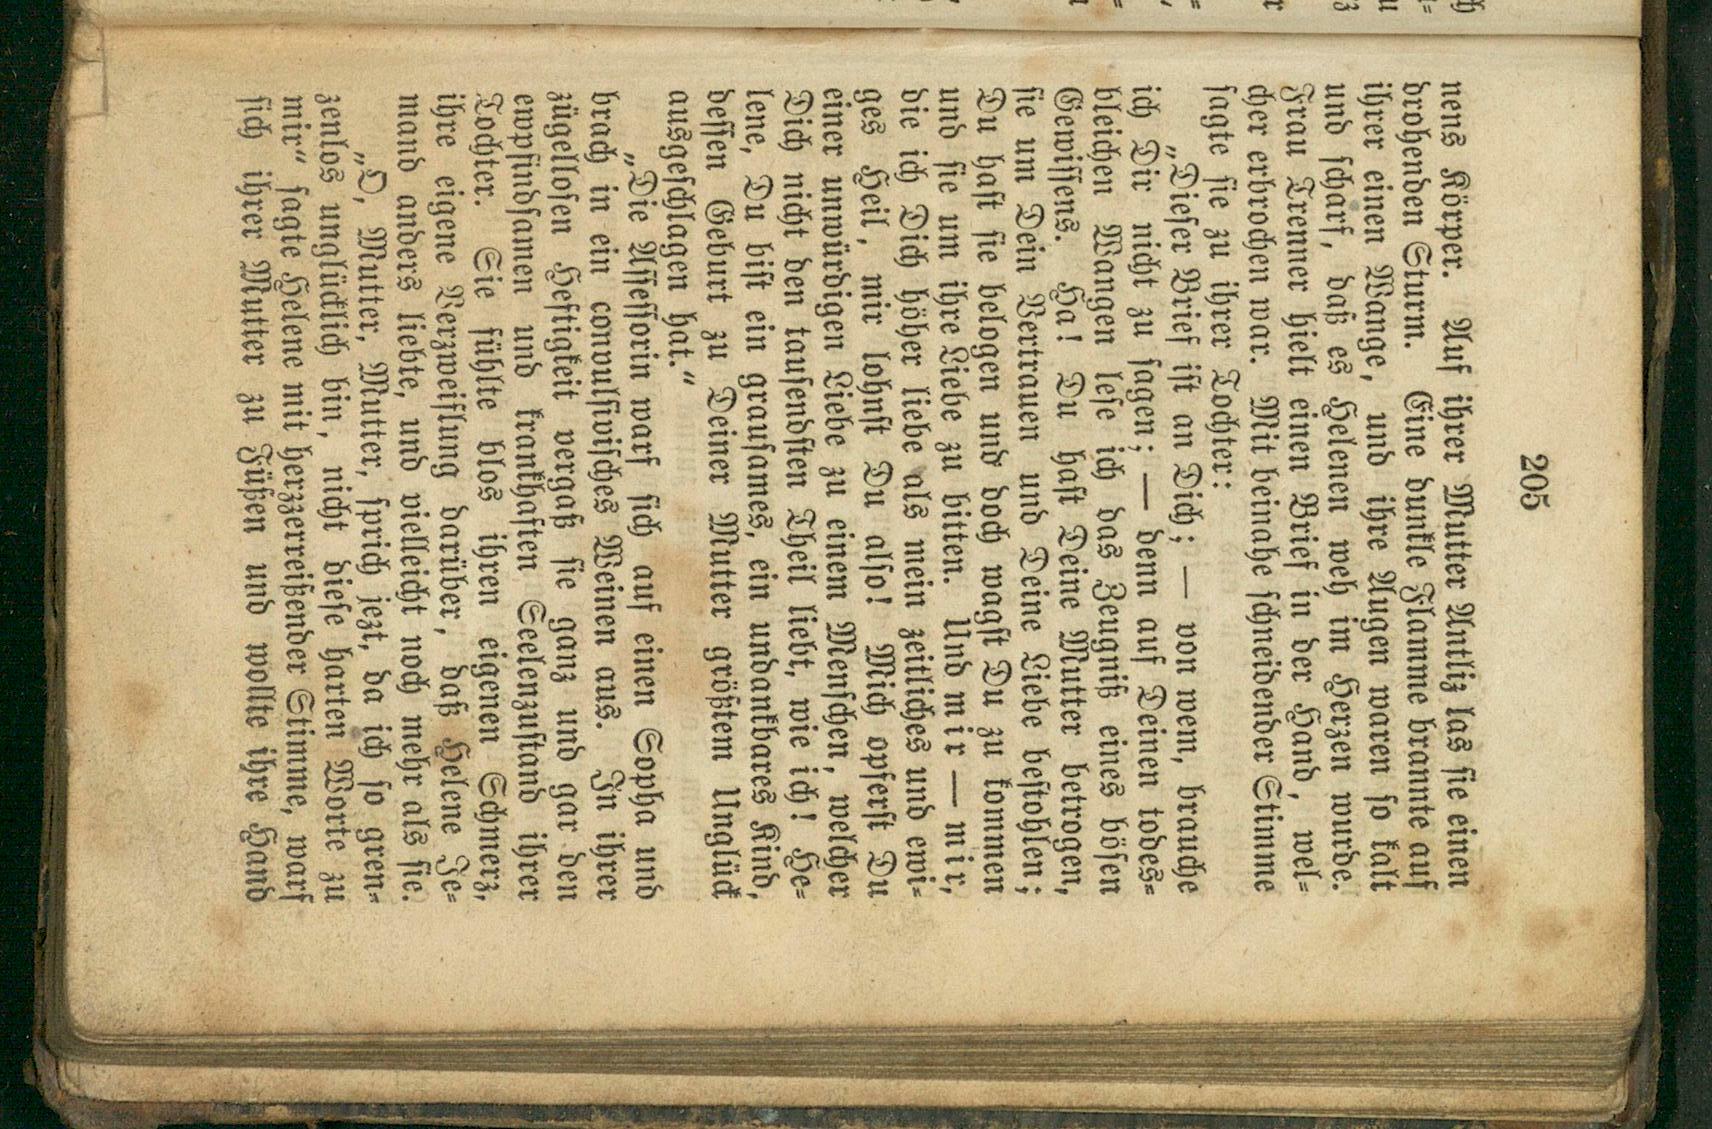 205
nens Körper. Auf ihrer Mutter Antliz las sie einen
drohenden Sturm. Eine dunkle Flamme brannte auf
ihrer einen Wange, und ihre Augen waren so kalt
und scharf, daß es Helenen weh im Herzen wurde.
Frau Trenner hielt einen Brief in der Hand, wel-
cher erbrochen war. Mit beinahe schneidender Stimme
sagte sie zu ihrer Tochter:
„Dieser Brief ist an Dich; — von wem, brauche
ich Dir nicht zu sagen; — denn auf Deinen todes-
bleichen Wangen lese ich das Zeugniß eines bösen
Gewissens. Ha! Du hast Deine Mutter betrogen,
sie um Dein Vertrauen und Deine Liebe bestohlen;
Du hast sie belogen und doch wagst Du zu kommen
und sie um ihre Liebe zu bitten. Und mir — mir,
die ich Dich höher liebe als mein zeitliches und ewi-
ges Heil, mir lohnst Du also! Mich opferst Du
einer unwürdigen Liebe zu einem Menschen, welcher
Dich nicht den tausendsten Theil liebt, wie ich! He-
lene, Du bist ein grausames, ein undankbares Kind,
dessen Geburt zu Deiner Mutter größtem Unglück
ausgeschlagen hat.“
„Die Assessorin warf sich auf einen Sopha und
brach in ein convulsivisches Weinen aus. In ihrer
zügellosen Heftigkeit vergaß sie ganz und gar den
ewpfindsamen und krankhaften Seelenzustand ihrer
Tochter. Sie fühlte blos ihren eigenen Schmerz,
ihre eigene Verzweiflung darüber, daß Helene Je-
mand anders liebte, und vielleicht noch mehr als sie.
„O, Mutter, Mutter, sprich jezt, da ich so gren-
zenlos unglücklich bin, nicht diese harten Worte zu
mir“ sagte Helene mit herzzerreißender Stimme, warf
sich ihrer Mutter zu Füßen und wollte ihre Hand